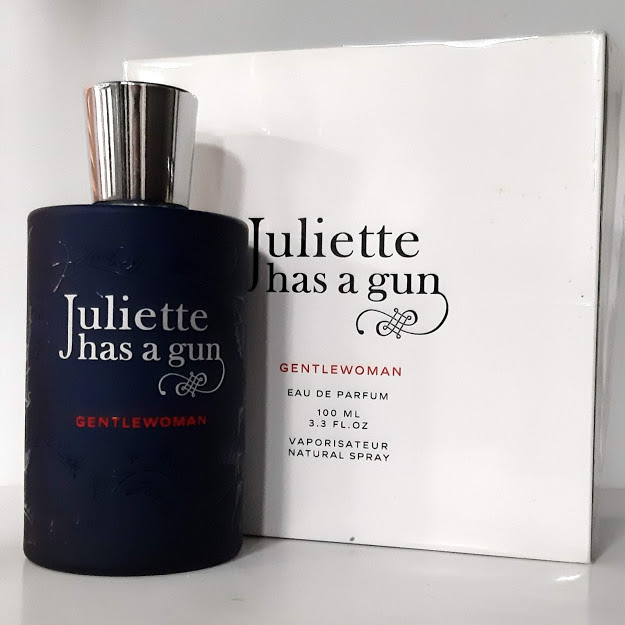 Juliette
has a gun
GENTLEWOMAN
Juliette
has a gun
GENTLEWOMAN
EAU DE PARFUM
100 ML
3.3 FL.OZ
VAPORISATEUR
NATURAL SPRAY